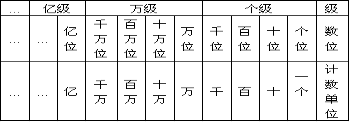 … 亿级 万级 个级 级
… … 亿位 千万位 百万位 十万位 万位 千位 百位 十位 个位 数位
… … 亿 千万 百万 十万 万 千 百 十 一个 计数单位